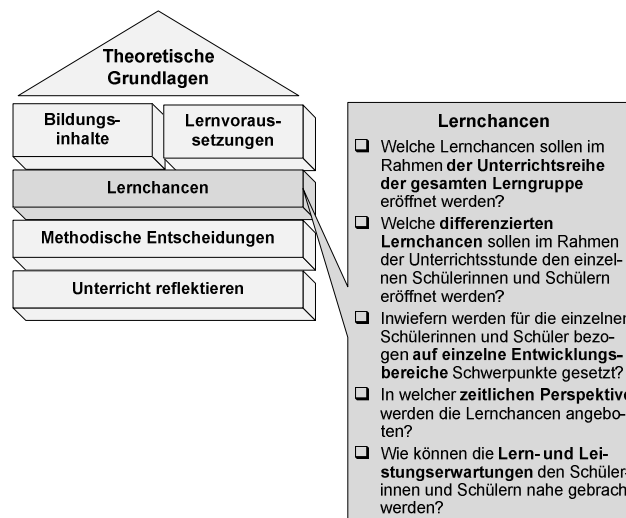 Theoretische
Grundlagen
Bildungs-
inhalte
Lernvoraus-
setzungen
Lernchancen
Methodische Entscheidungen
Unterricht reflektieren
Lernchancen
❑ Welche Lernchancen sollen im
Rahmen der Unterrichtsreihe
der gesamten Lerngruppe
eröffnet werden?
❑ Welche differenzierten
Lernchancen sollen im Rahmen
der Unterrichtsstunde den einzel-
nen Schülerinnen und Schülern
eröffnet werden?
❑ Inwiefern werden für die einzelnen
Schülerinnen und Schüler bezo-
gen auf einzelne Entwicklungs-
bereiche Schwerpunkte gesetzt?
❑ In welcher zeitlichen Perspektive
werden die Lernchancen angebo-
ten?
❑ Wie können die Lern- und Lei-
stungserwartungen den Schüler-
innen und Schülern nahe gebracht
werden?